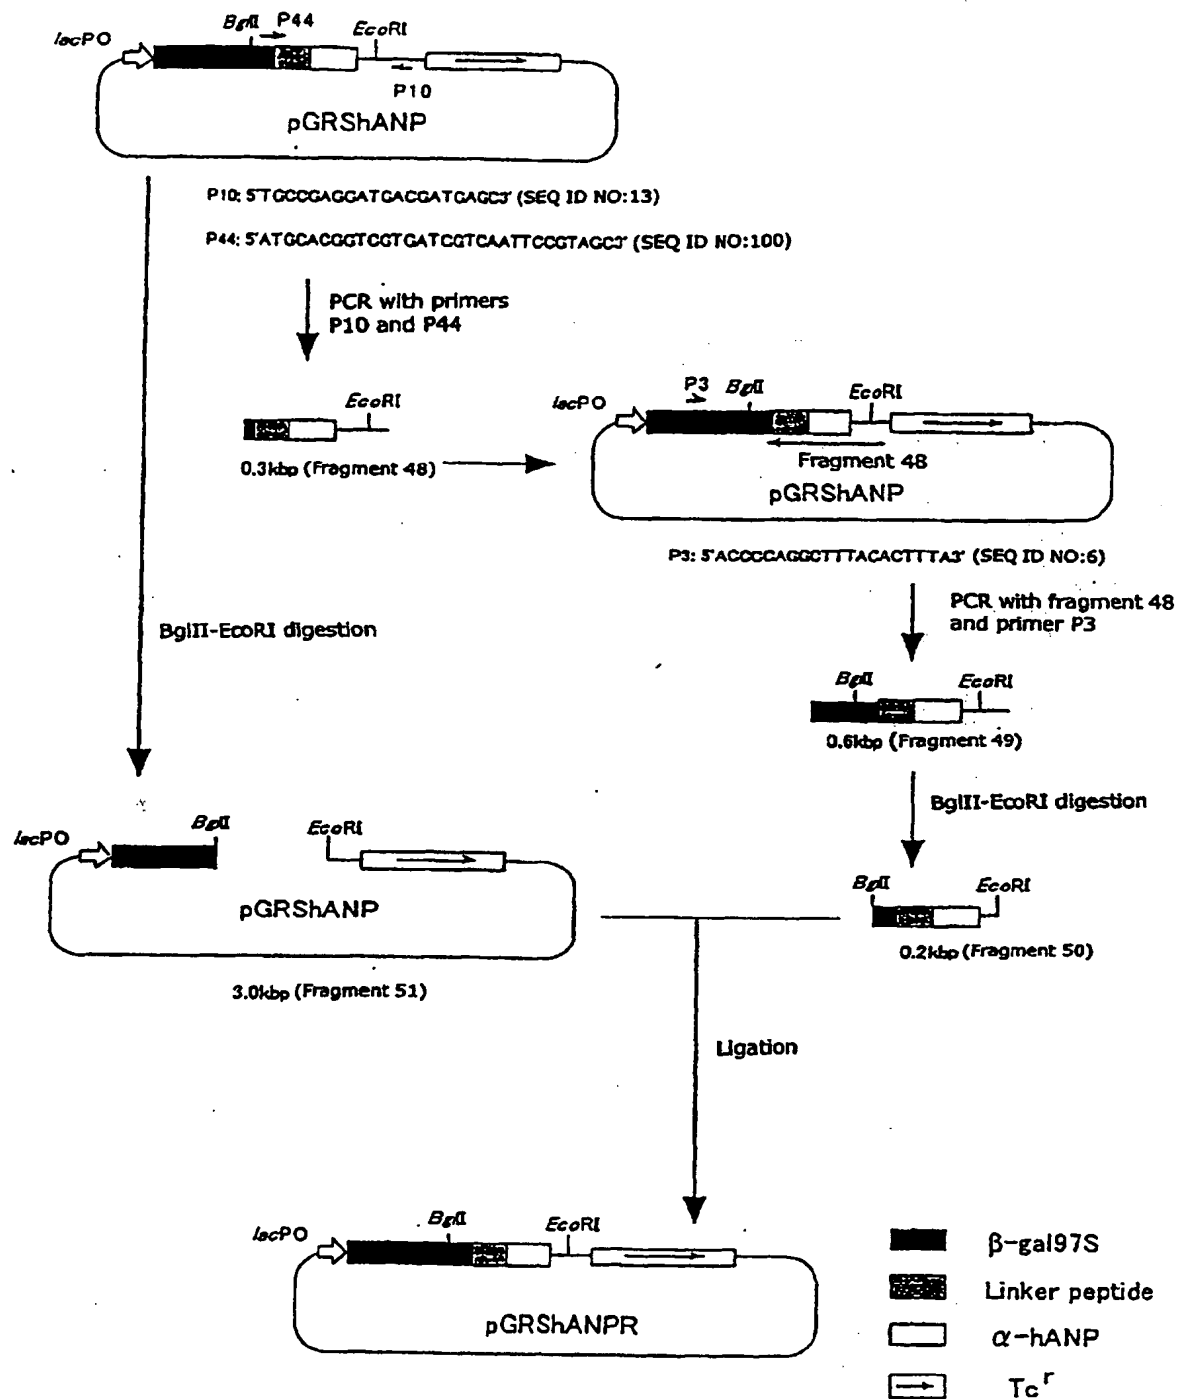 lacPO
BglII
P44
EcoRI
P10
pGRShANP
P10: 5'TGCCGAGGATGACGATGAGC3' (SEQ ID NO:13)
P44: 5'ATGCACGGTCGTGATCGTCAATTCCGTAGC3' (SEQ ID NO:100)
PCR with primers
P10 and P44
EcoRI
0.3kbp (Fragment 48)
lacPO
P3
BglII
EcoRI
Fragment 48
pGRShANP
P3: 5'ACCCCAGGCTTTACACTTTA3' (SEQ ID NO:6)
PCR with fragment 48
and primer P3
BglII-EcoRI digestion
BglII
EcoRI
0.6kbp (Fragment 49)
BglII-EcoRI digestion
lacPO
BglII
EcoRI
pGRShANP
3.0kbp (Fragment 51)
BglII
EcoRI
0.2kbp (Fragment 50)
Ligation
lacPO
BglII
EcoRI
pGRShANPR
β-gal97S
Linker peptide
α-hANP
Tc r